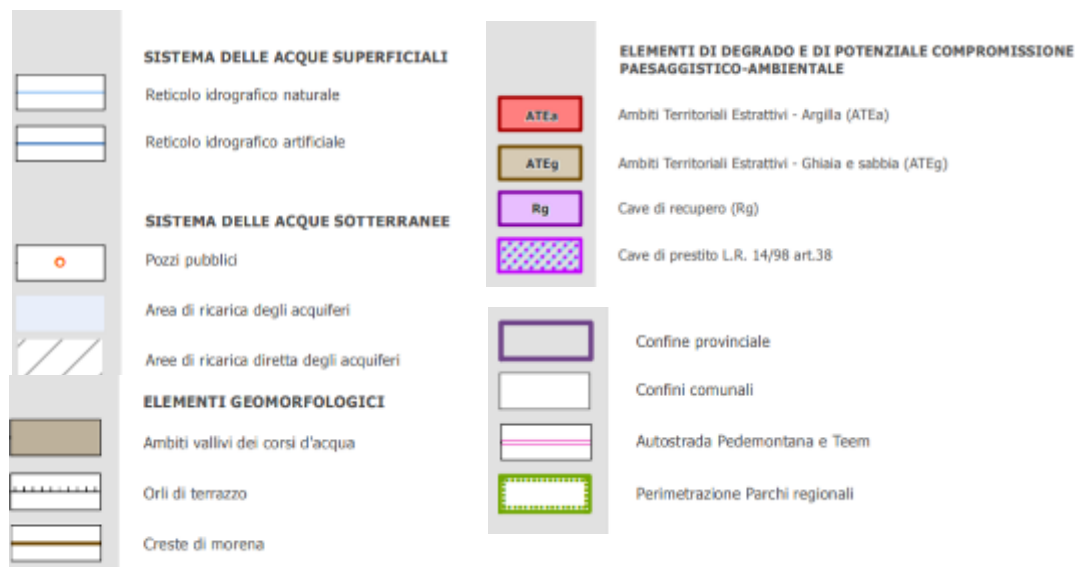 SISTEMA DELLE ACQUE SUPERFICIALI
Reticolo idrografico naturale
Reticolo idrografico artificiale
SISTEMA DELLE ACQUE SOTTERRANEE
Pozzi pubblici
Area di ricarica degli acquiferi
Aree di ricarica diretta degli acquiferi
ELEMENTI GEOMORFOLOGICI
Ambiti vallivi dei corsi d'acqua
Orli di terrazzo
Creste di morena
ELEMENTI DI DEGRADO E DI POTENZIALE COMPROMISSIONE
PAESAGGISTICO-AMBIENTALE
ATEa Ambiti Territoriali Estrattivi - Argilla (ATEa)
ATEg Ambiti Territoriali Estrattivi - Ghiaia e sabbia (ATEg)
Rg Cave di recupero (Rg)
Cave di prestito L.R. 14/98 art.38
Confine provinciale
Confini comunali
Autostrada Pedemontana e Teem
Perimetrazione Parchi regionali